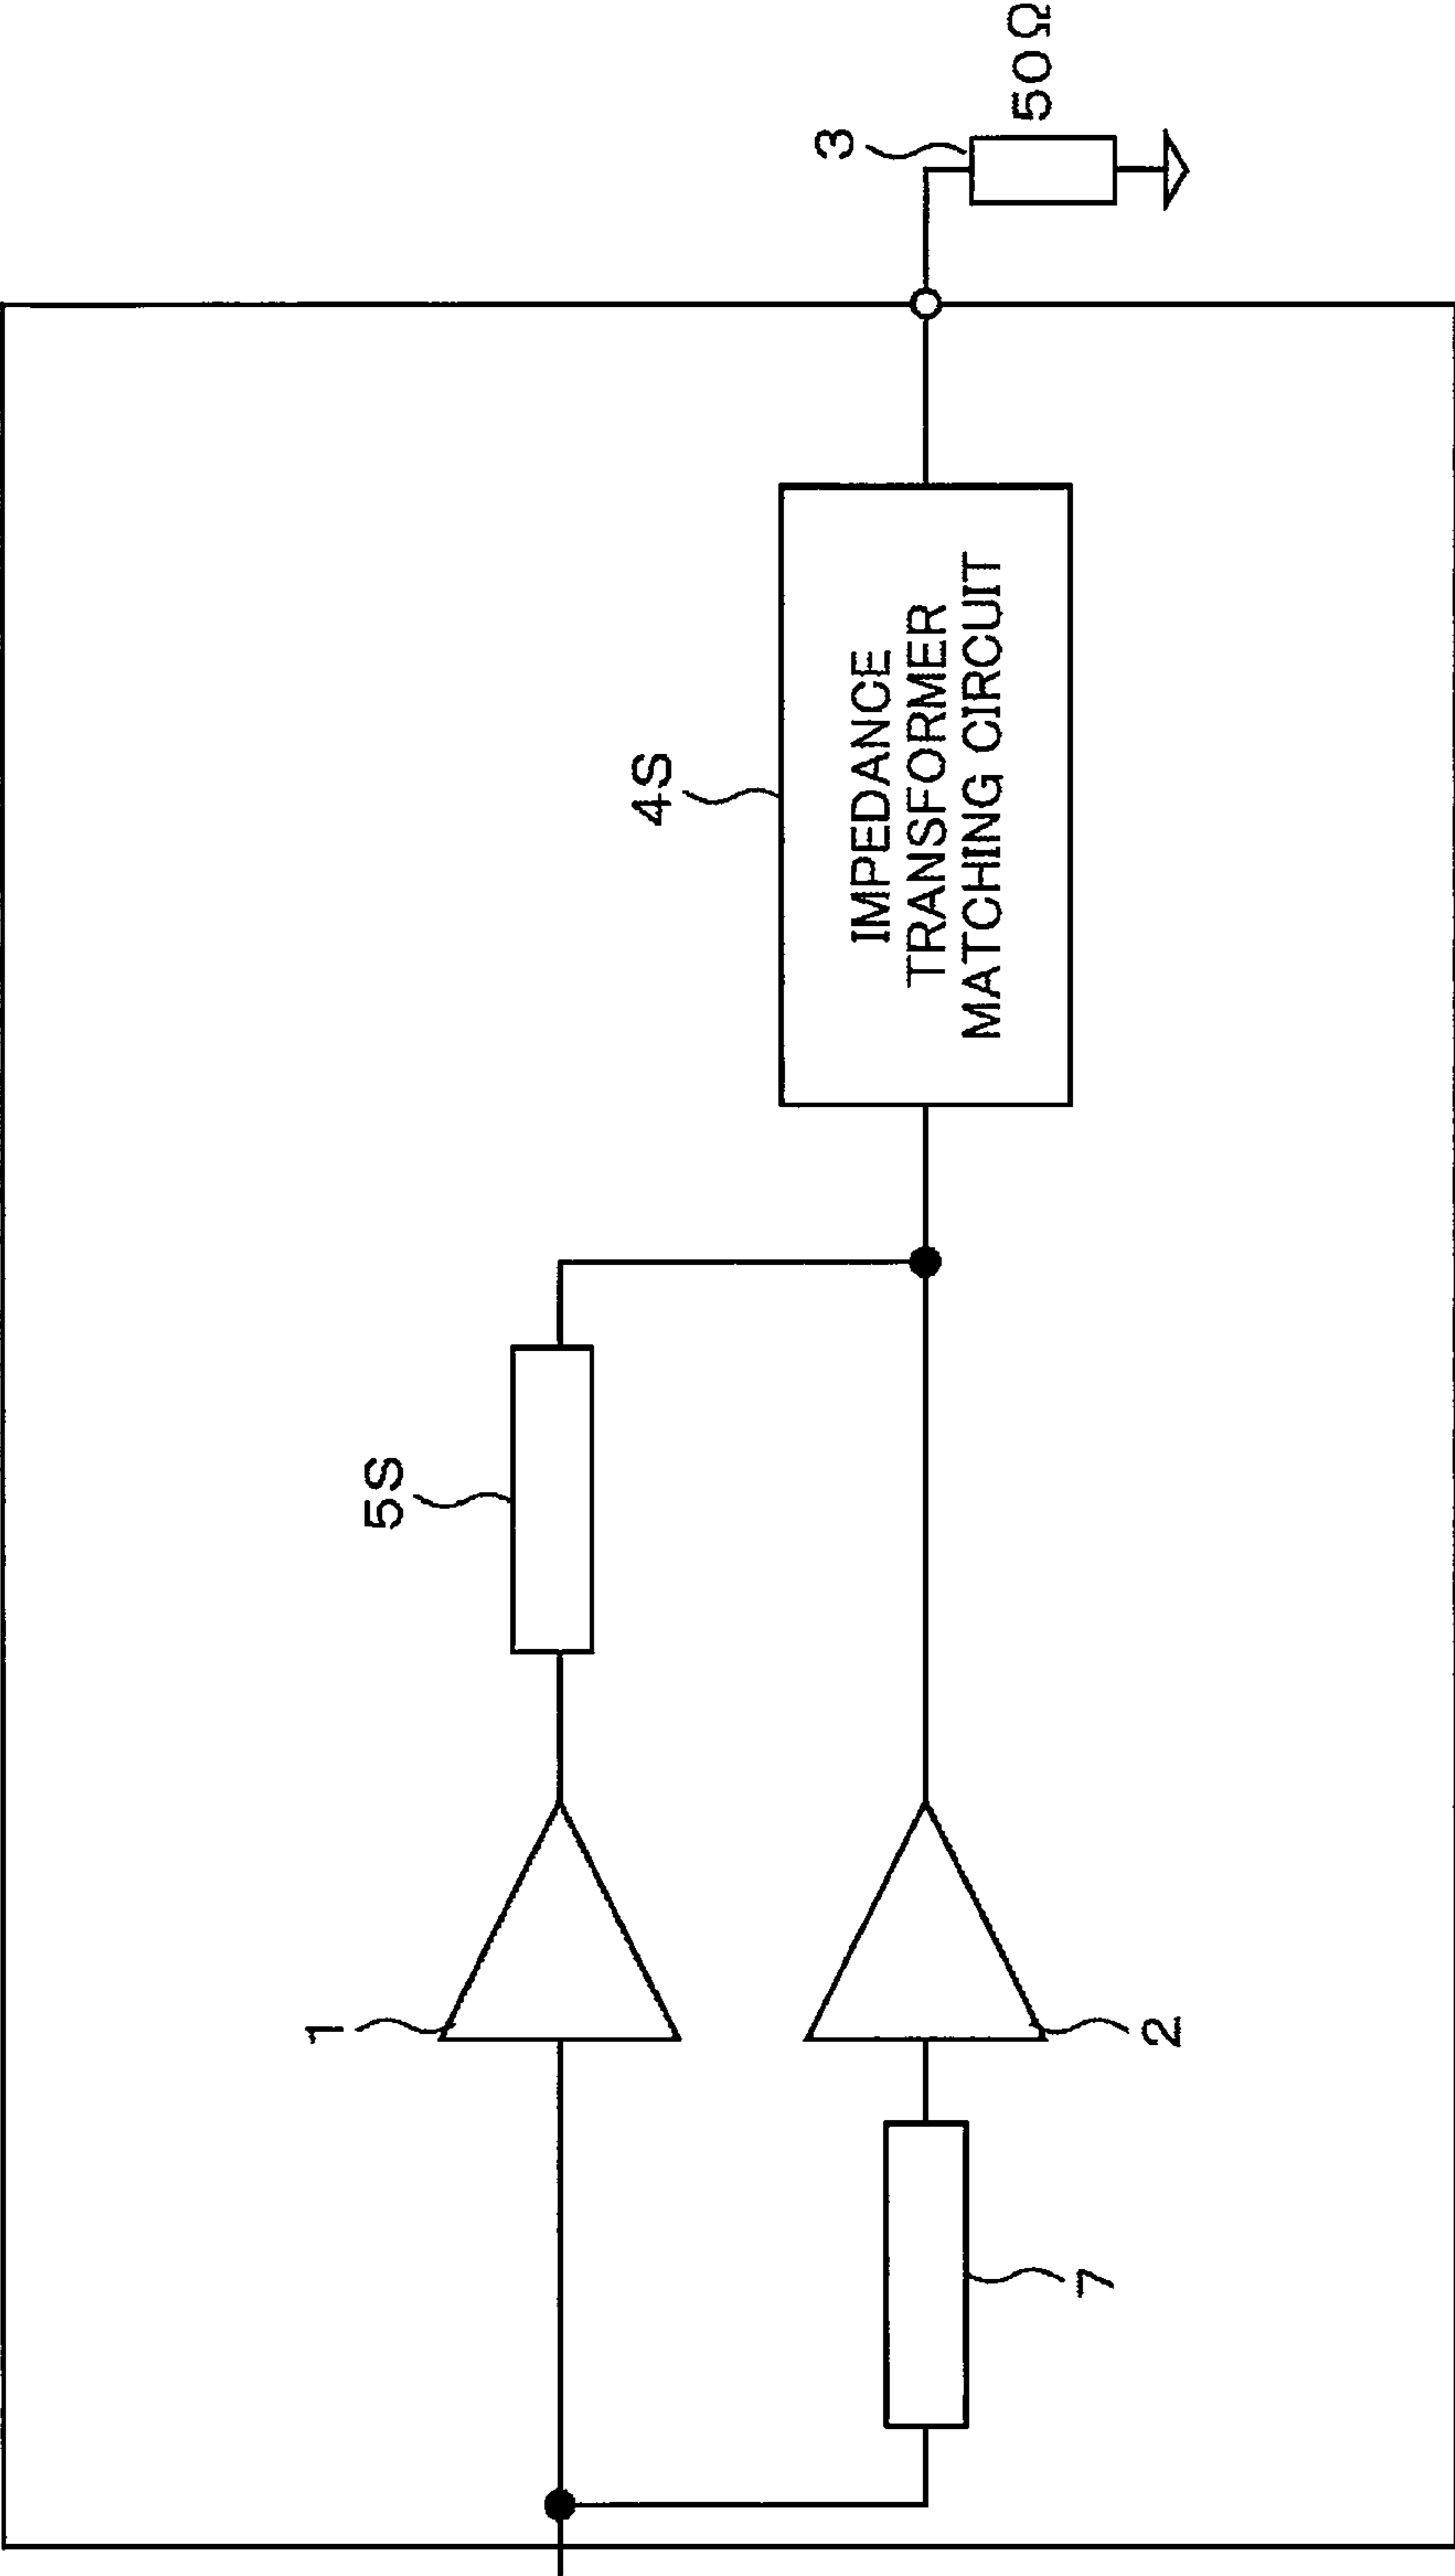 1
5S
4S
IMPEDANCE
TRANSFORMER
MATCHING CIRCUIT
3
50Ω
7
2